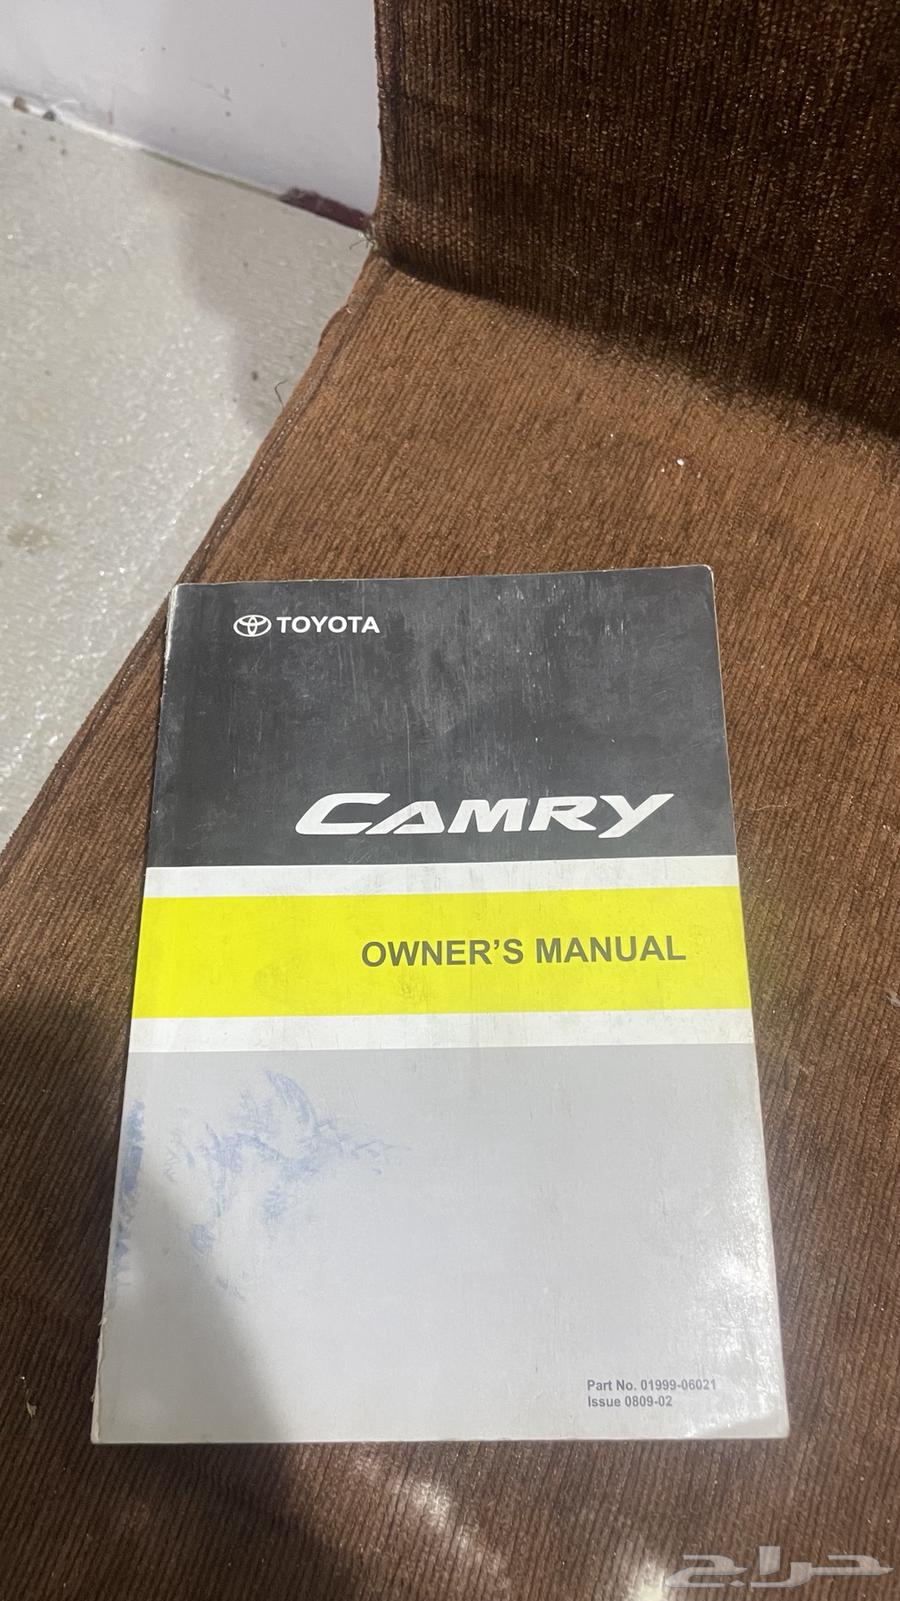 TOYOTA
CAMRY
OWNER'S MANUAL
Part No. 01999-06021
Issue 0809-02
حراج